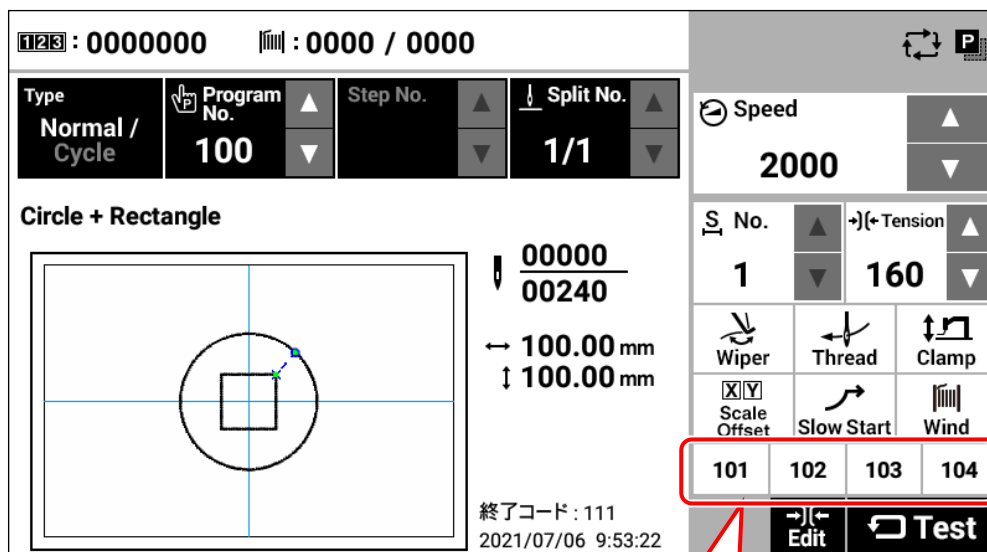 123 : 0000000 : 0000 / 0000
P
Type
Normal /
Cycle
P Program
No.
100
Step No.
Split No.
1/1
Speed
2000
Circle + Rectangle
S No.
1
Tension
160
00000
00240
100.00 mm
100.00 mm
Wiper
Thread
Clamp
X Y
Scale
Offset
Slow Start
Wind
101 102 103 104
終了コード : 111
2021/07/06 9:53:22
Edit
Test